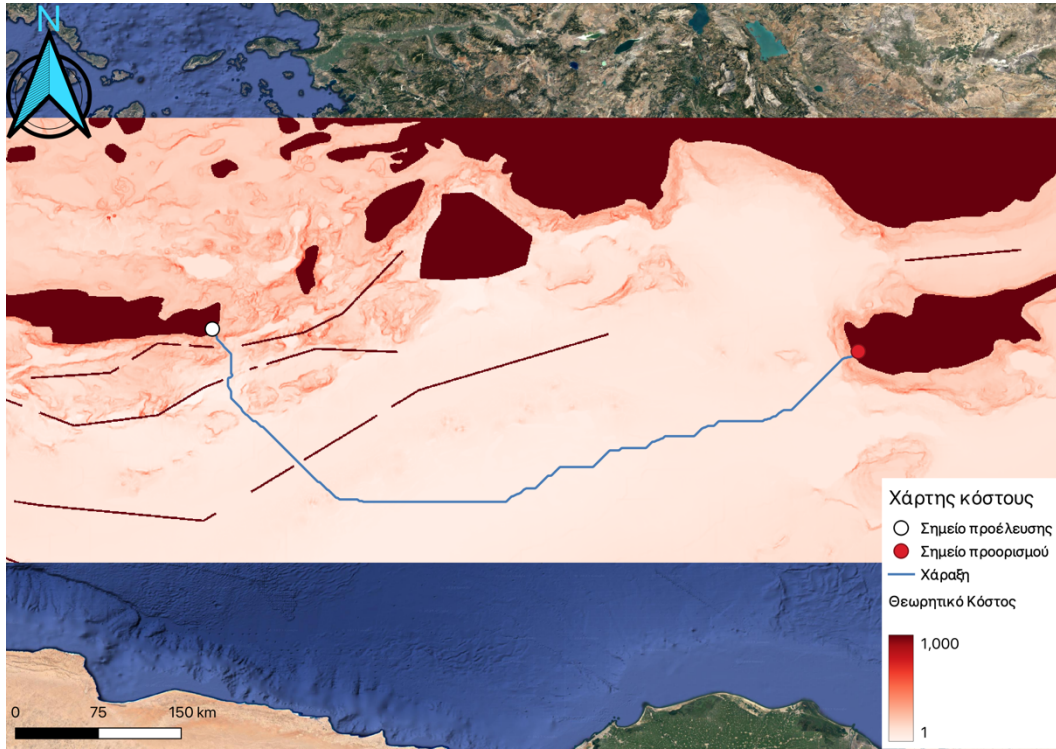 N
Χάρτης κόστους
Σημείο προέλευσης
Σημείο προορισμού
Χάραξη
Θεωρητικό Κόστος
1,000
1
0 75 150 km